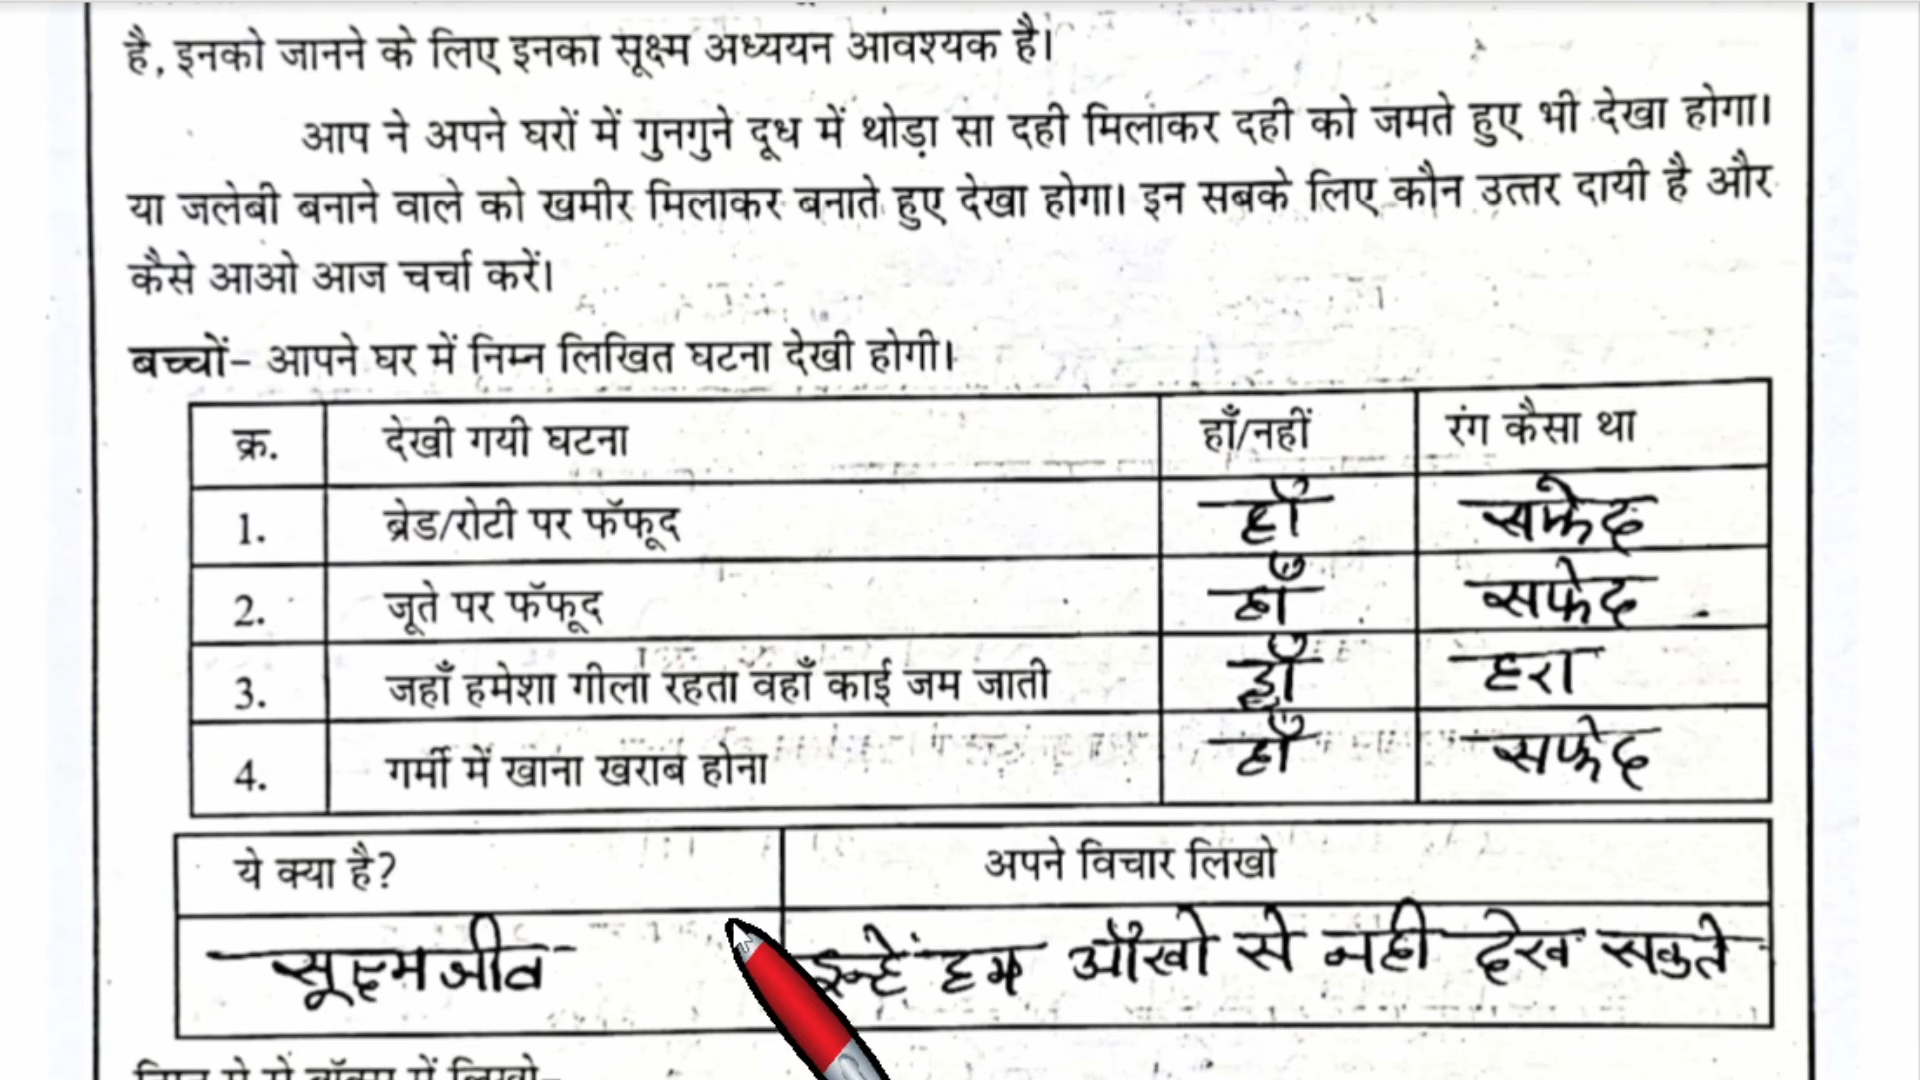 है, इनको जानने के लिए इनका सूक्ष्म अध्ययन आवश्यक है।
आप ने अपने घरों में गुनगुने दूध में थोड़ा सा दही मिलाकर दही को जमते हुए भी देखा होगा।
या जलेबी बनाने वाले को खमीर मिलाकर बनाते हुए देखा होगा। इन सबके लिए कौन उत्तर दायी है और
कैसे आओ आज चर्चा करें।
बच्चों– आपने घर में निम्न लिखित घटना देखी होगी।
क्र. देखी गयी घटना हाँ/नहीं रंग कैसा था
1. ब्रेड/रोटी पर फॅफूद हाँ सफेद
2. जूते पर फॅफूद हाँ सफेद
3. जहाँ हमेशा गीला रहता वहाँ काई जम जाती हाँ हरा
4. गर्मी में खाना खराब होना हाँ सफेद
ये क्या है? अपने विचार लिखो
सूक्ष्मजीव इन्हें हम आँखो से नही देख सकते